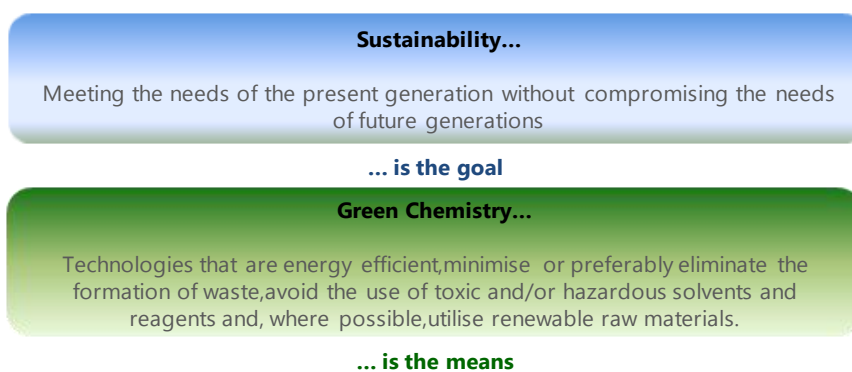 Sustainability...
Meeting the needs of the present generation without compromising the needs
of future generations
... is the goal
Green Chemistry...
Technologies that are energy efficient,minimise or preferably eliminate the
formation of waste,avoid the use of toxic and/or hazardous solvents and
reagents and, where possible,utilise renewable raw materials.
... is the means